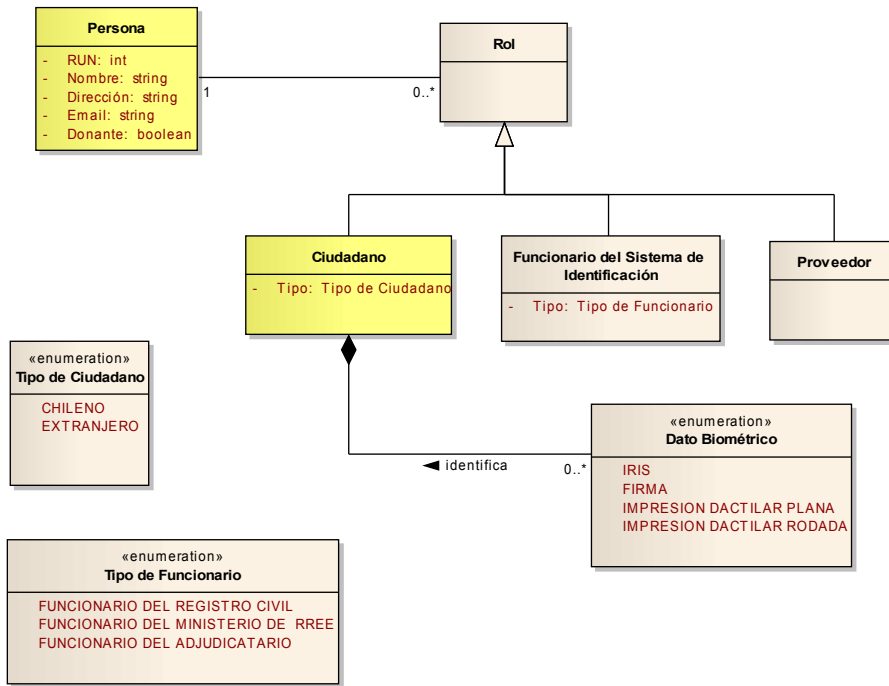 Persona
- RUN: int
- Nombre: string
- Dirección: string
- Email: string
- Donante: boolean
1
0..*
Rol
Ciudadano
- Tipo: Tipo de Ciudadano
Funcionario del Sistema de
Identificación
- Tipo: Tipo de Funcionario
Proveedor
«enumeration»
Tipo de Ciudadano
CHILENO
EXTRANJERO
identifica
0..*
«enumeration»
Dato Biométrico
IRIS
FIRMA
IMPRESION DACTILAR PLANA
IMPRESION DACTILAR RODADA
«enumeration»
Tipo de Funcionario
FUNCIONARIO DEL REGISTRO CIVIL
FUNCIONARIO DEL MINISTERIO DE RREE
FUNCIONARIO DEL ADJUDICATARIO